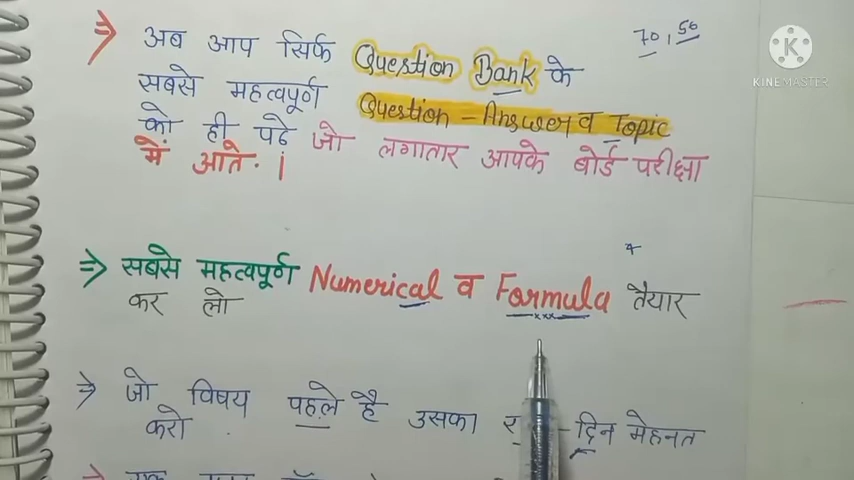 70, 50
⇒ अब आप सिर्फ Question Bank के
सबसे महत्वपूर्ण Question - Answer व Topic
को ही पढे जो लगातार आपके बोर्ड परीक्षा
में आते. ।
K
KINEMASTER
⇒ सबसे महत्वपूर्ण Numerical व Formula तैयार
कर लो
⇒ जो विषय पहले है उसका दिन मेहनत
करो